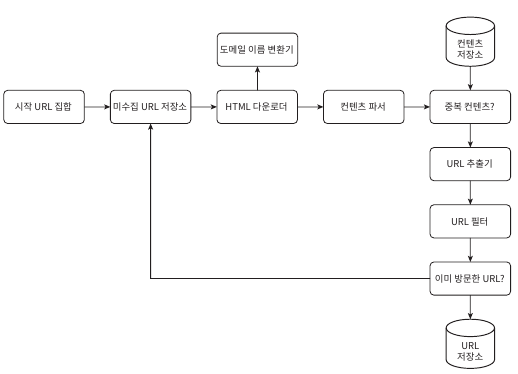 컨텐츠
저장소
도메일 이름 변환기
시작 URL 집합
미수집 URL 저장소
HTML 다운로더
컨텐츠 파서
중복 컨텐츠?
URL 추출기
URL 필터
이미 방문한 URL?
URL
저장소